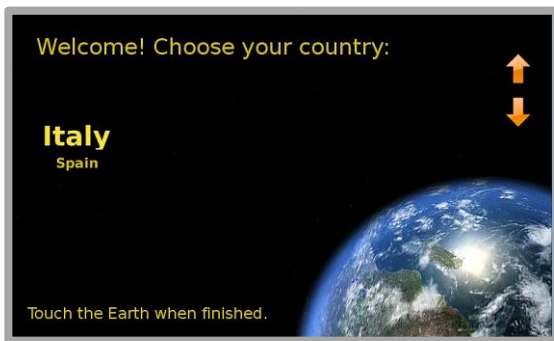 Welcome! Choose your country:
Italy
Spain
Touch the Earth when finished.